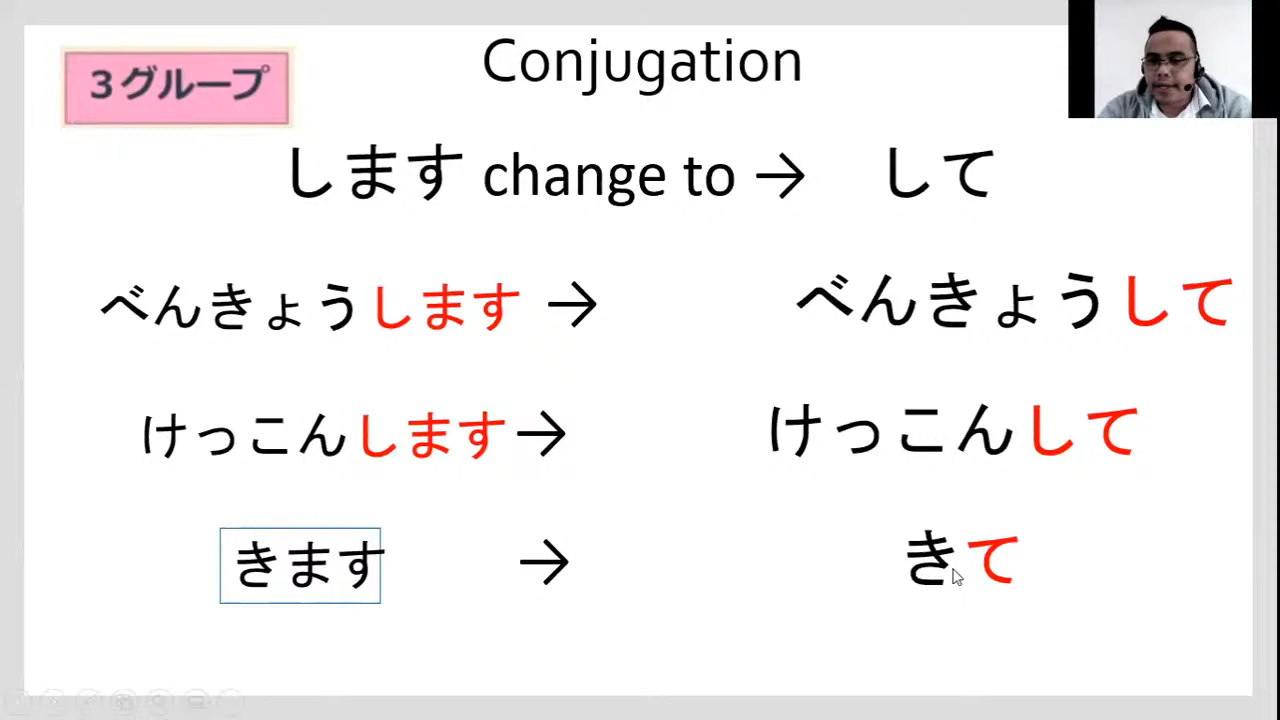 Conjugation
３グループ
します change to → して
べんきょうします → べんきょうして
けっこんします→ けっこんして
きます → きて